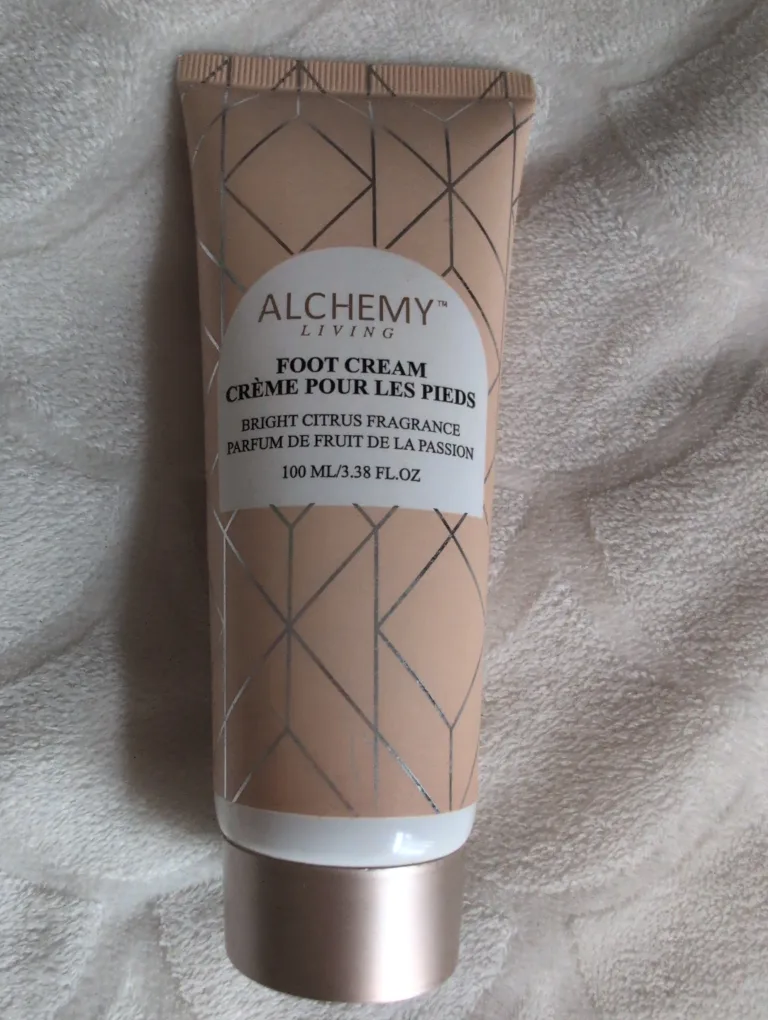 ALCHEMY™
LIVING
FOOT CREAM
CRÈME POUR LES PIEDS
BRIGHT CITRUS FRAGRANCE
PARFUM DE FRUIT DE LA PASSION
100 ML/3.38 FL.OZ